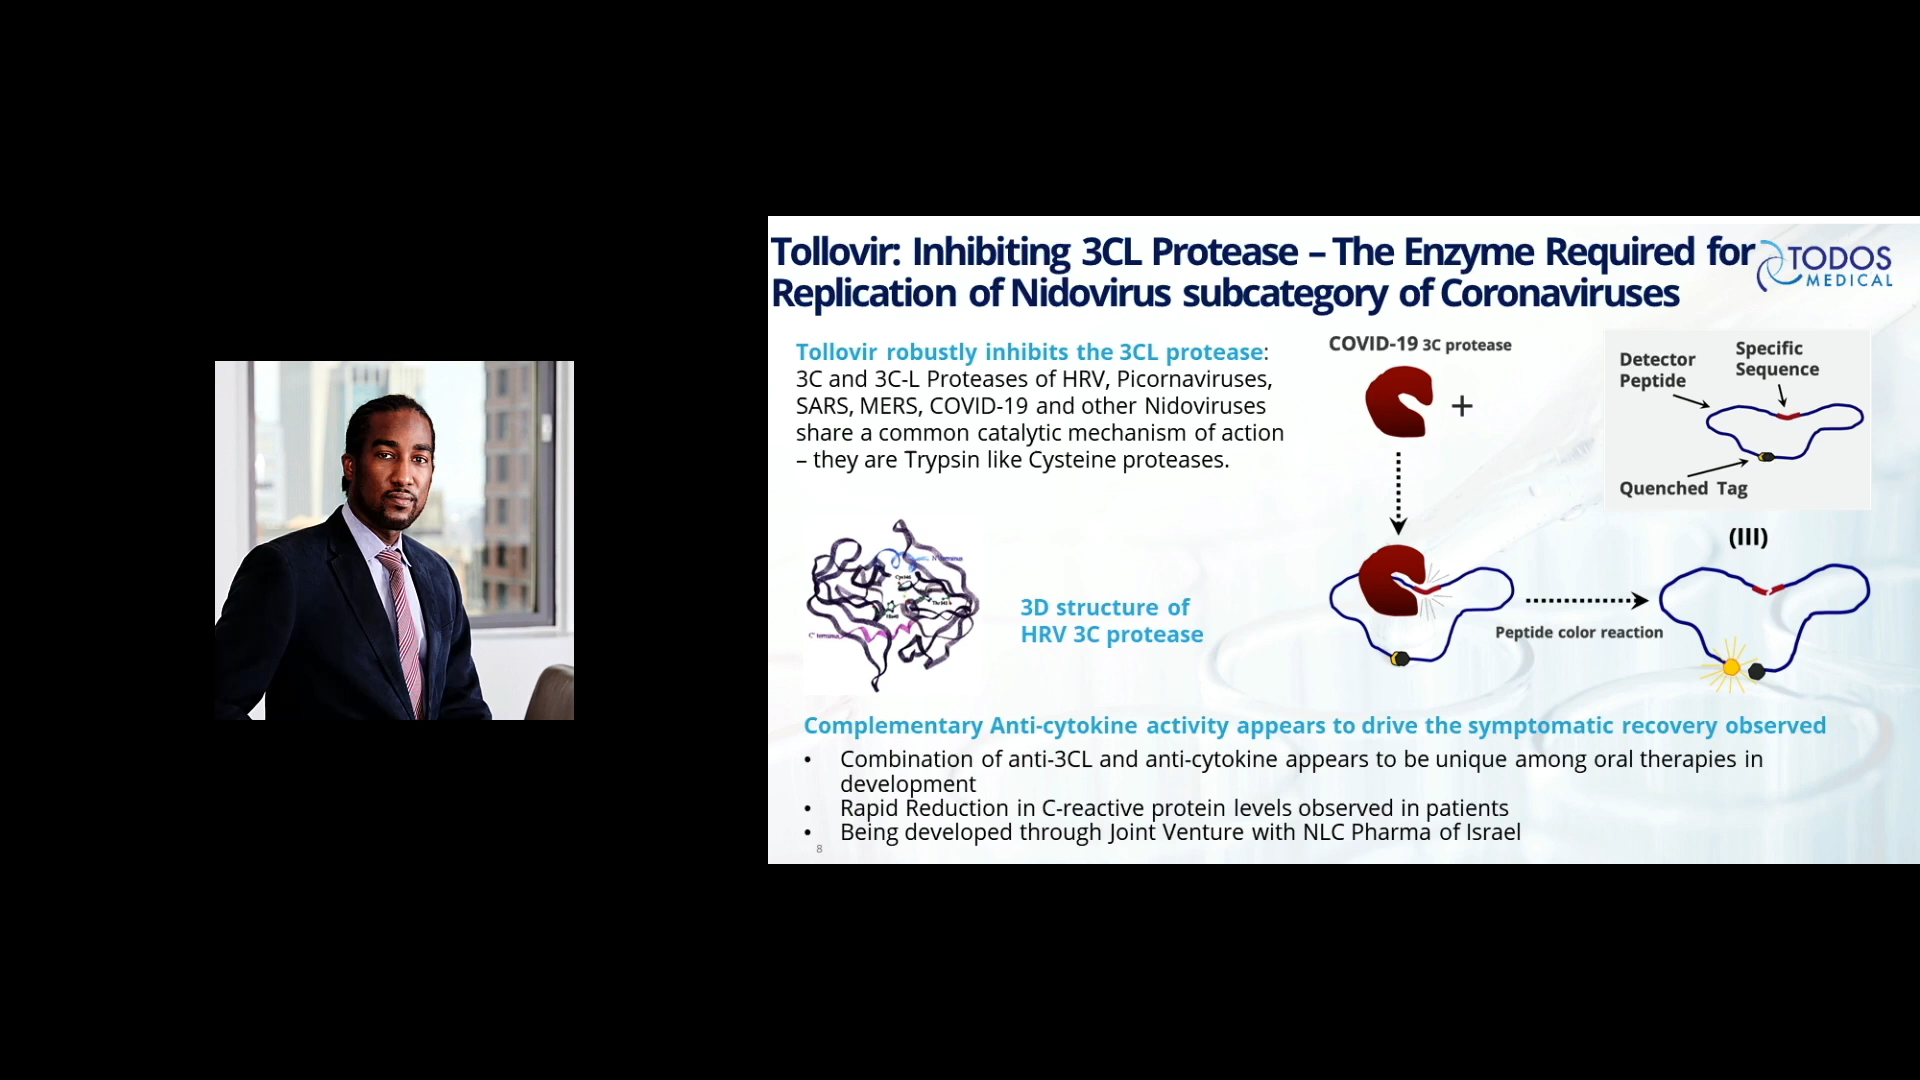 Tollovir: Inhibiting 3CL Protease – The Enzyme Required for
Replication of Nidovirus subcategory of Coronaviruses
TODOS
MEDICAL
Tollovir robustly inhibits the 3CL protease:
3C and 3C-L Proteases of HRV, Picornaviruses,
SARS, MERS, COVID-19 and other Nidoviruses
share a common catalytic mechanism of action
– they are Trypsin like Cysteine proteases.
COVID-19 3C protease
+
Detector
Peptide
Specific
Sequence
Quenched Tag
(III)
N' terminus
C' terminus
3D structure of
HRV 3C protease
Peptide color reaction
Complementary Anti-cytokine activity appears to drive the symptomatic recovery observed
• Combination of anti-3CL and anti-cytokine appears to be unique among oral therapies in
development
• Rapid Reduction in C-reactive protein levels observed in patients
• Being developed through Joint Venture with NLC Pharma of Israel
8